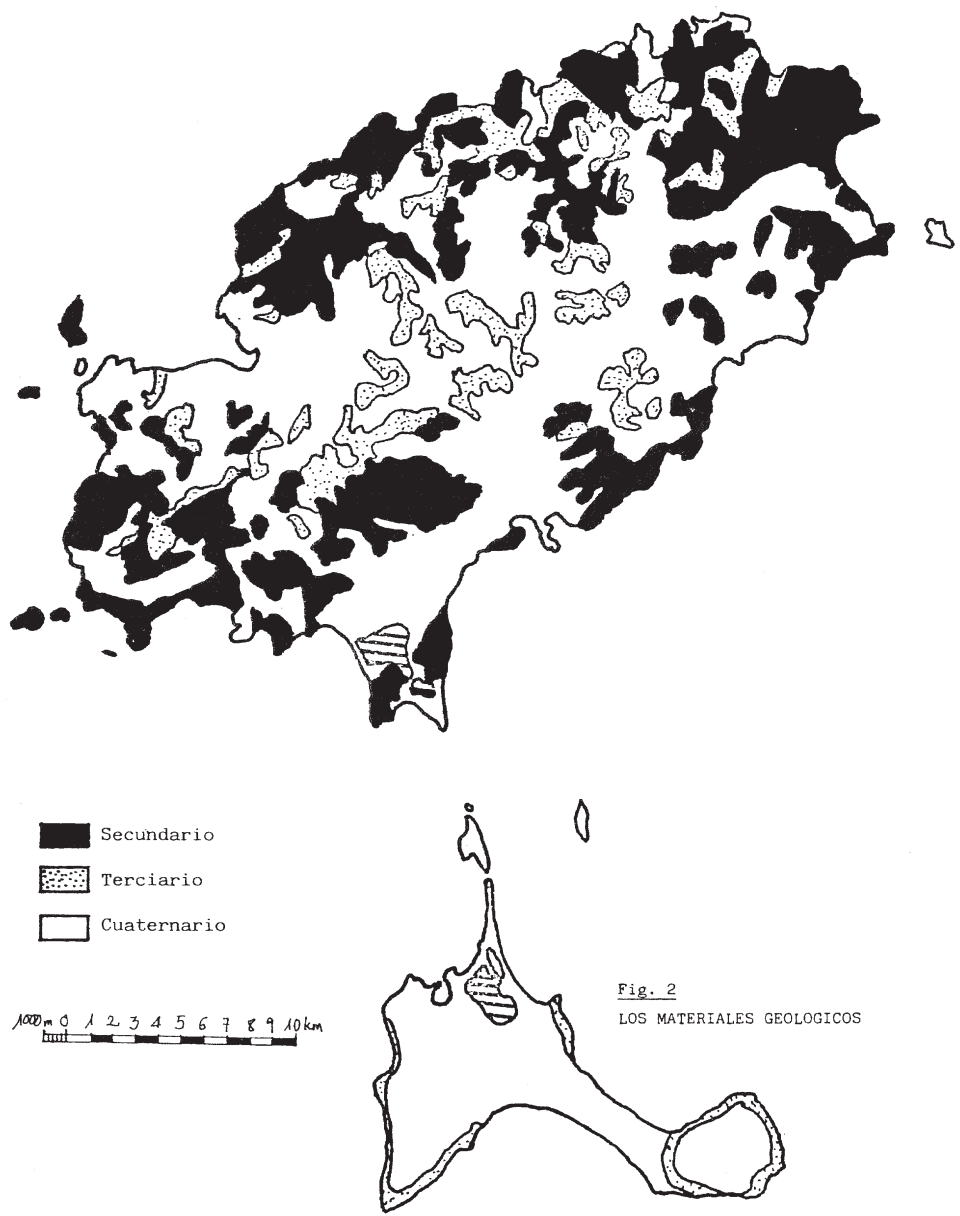 Secundario
Terciario
Cuaternario
1000 m 0 1 2 3 4 5 6 7 8 9 10 km
Fig. 2
LOS MATERIALES GEOLOGICOS